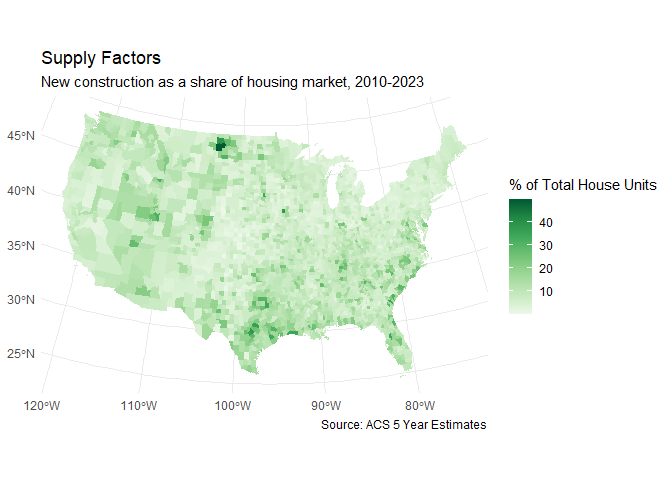 Supply Factors
New construction as a share of housing market, 2010-2023
45°N
40°N
35°N
30°N
25°N
120°W
110°W
100°W
90°W
80°W
% of Total House Units
40
30
20
10
Source: ACS 5 Year Estimates